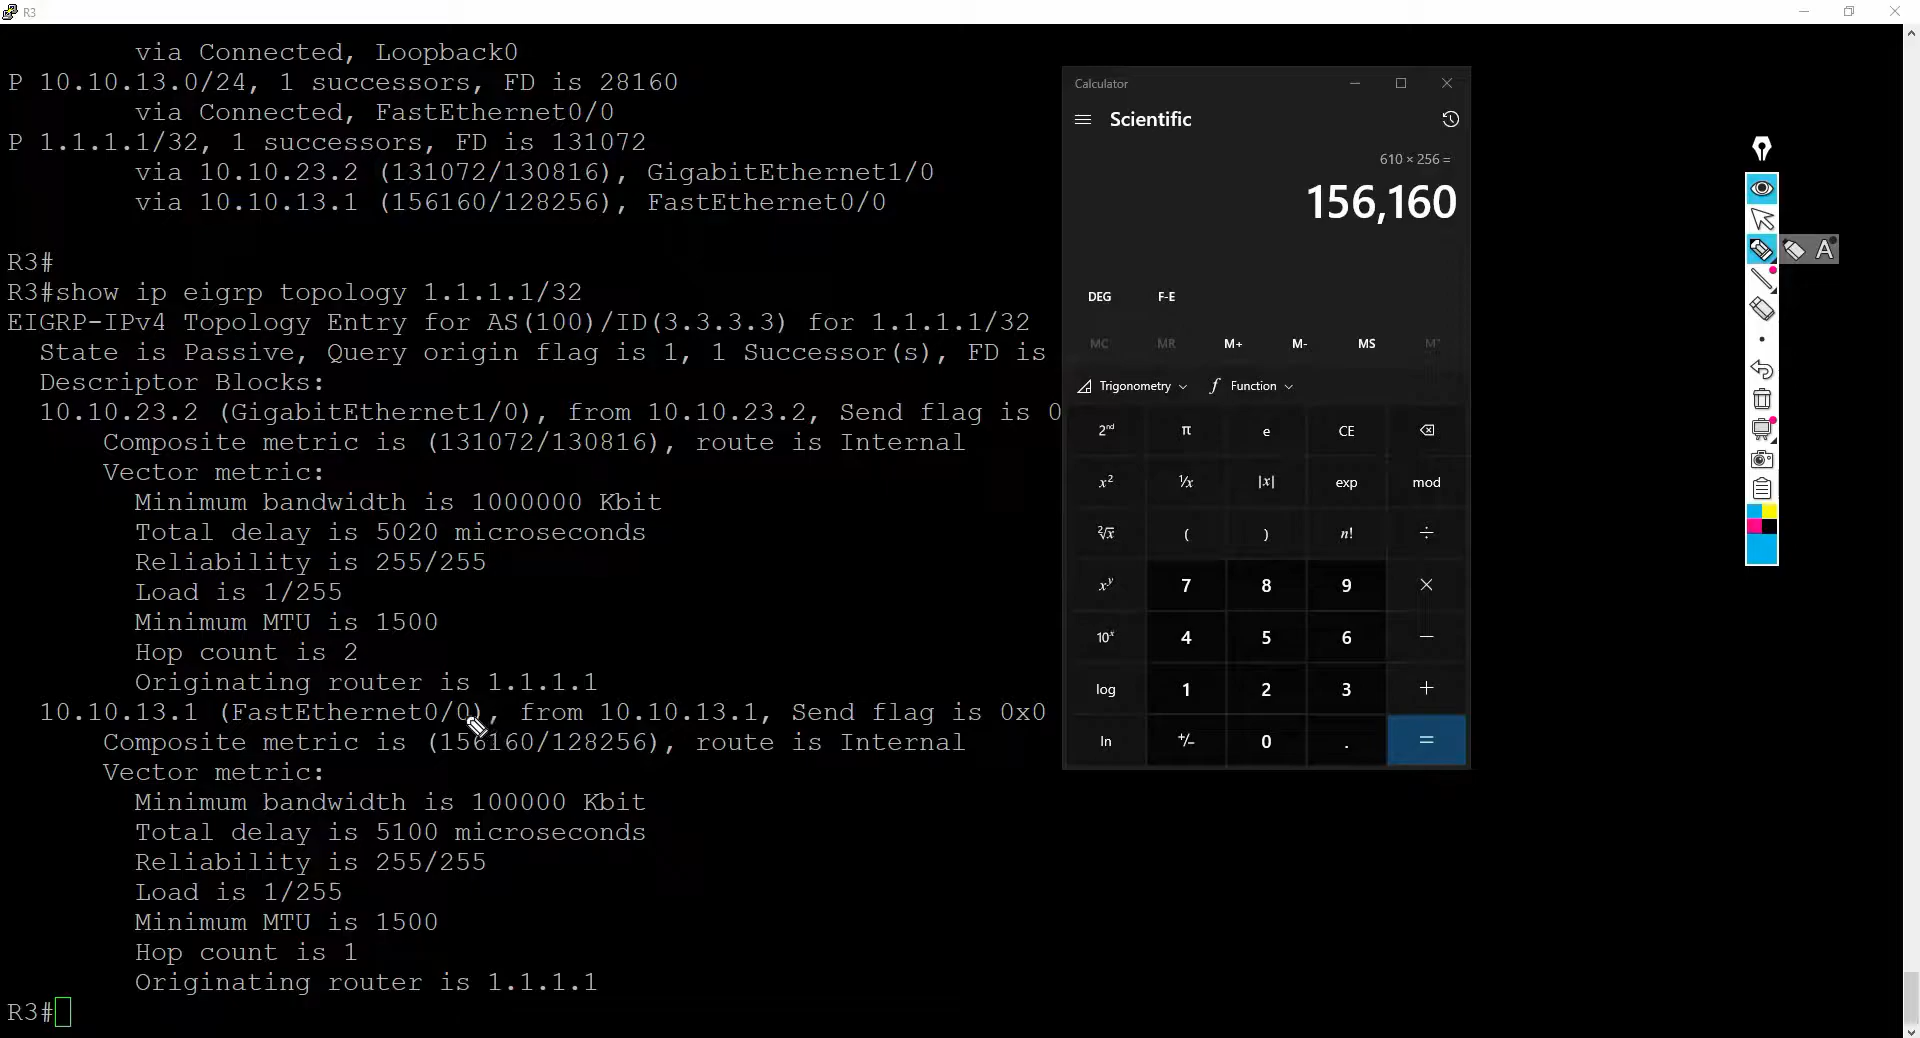 R3
via Connected, Loopback0
P 10.10.13.0/24, 1 successors, FD is 28160
via Connected, FastEthernet0/0
P 1.1.1.1/32, 1 successors, FD is 131072
via 10.10.23.2 (131072/130816), GigabitEthernet1/0
via 10.10.13.1 (156160/128256), FastEthernet0/0
R3#
R3#show ip eigrp topology 1.1.1.1/32
EIGRP-IPv4 Topology Entry for AS(100)/ID(3.3.3.3) for 1.1.1.1/32
State is Passive, Query origin flag is 1, 1 Successor(s), FD is
Descriptor Blocks:
10.10.23.2 (GigabitEthernet1/0), from 10.10.23.2, Send flag is 0
Composite metric is (131072/130816), route is Internal
Vector metric:
Minimum bandwidth is 1000000 Kbit
Total delay is 5020 microseconds
Reliability is 255/255
Load is 1/255
Minimum MTU is 1500
Hop count is 2
Originating router is 1.1.1.1
10.10.13.1 (FastEthernet0/0), from 10.10.13.1, Send flag is 0x0
Composite metric is (156160/128256), route is Internal
Vector metric:
Minimum bandwidth is 100000 Kbit
Total delay is 5100 microseconds
Reliability is 255/255
Load is 1/255
Minimum MTU is 1500
Hop count is 1
Originating router is 1.1.1.1
R3#
Calculator
Scientific
610 × 256 =
156,160
DEG F-E
MC MR M+ M- MS M˅
Trigonometry f Function
2ⁿᵈ π e CE
x² ¹/x |x| exp mod
²√x ( ) n! ÷
xʸ 7 8 9 ×
10ˣ 4 5 6 −
log 1 2 3 +
ln +/− 0 . =
A